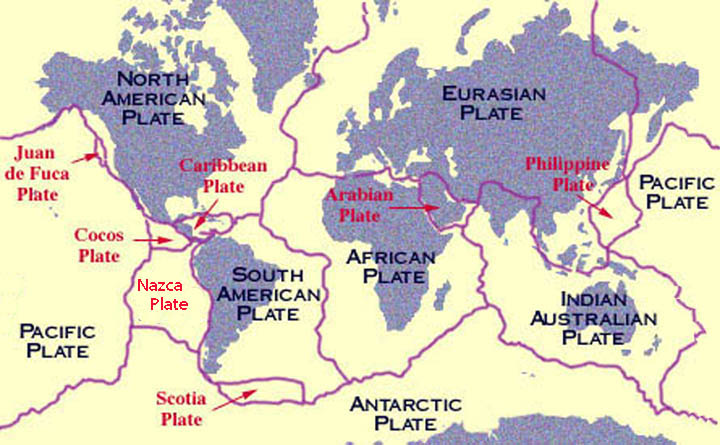 NORTH
AMERICAN
PLATE
EURASIAN
PLATE
Juan
de Fuca
Plate
Caribbean
Plate
Arabian
Plate
Philippine
Plate
PACIFIC
PLATE
Cocos
Plate
Nazca
Plate
SOUTH
AMERICAN
PLATE
AFRICAN
PLATE
INDIAN
AUSTRALIAN
PLATE
PACIFIC
PLATE
Scotia
Plate
ANTARCTIC
PLATE